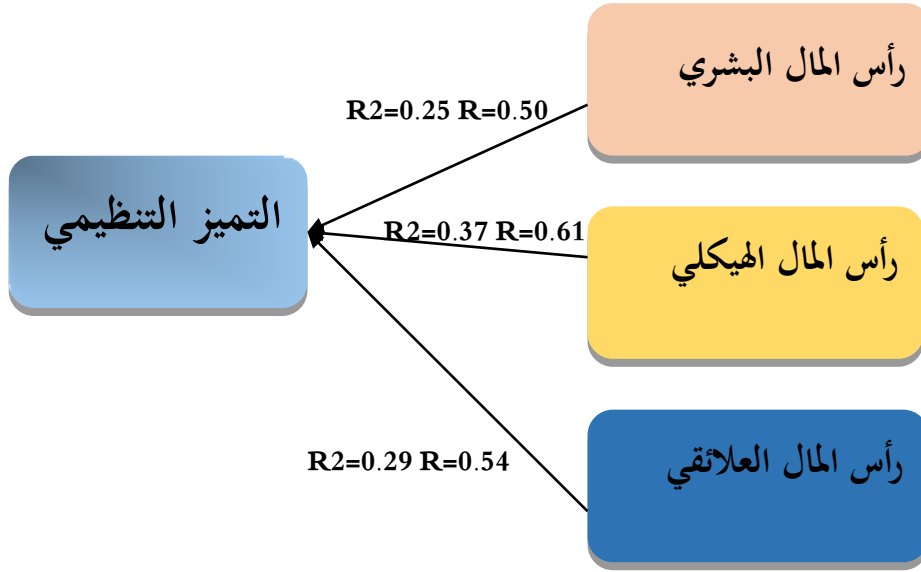 رأس المال البشري
R2=0.25 R=0.50
التميز التنظيمي
R2=0.37 R=0.61
رأس المال الهيكلي
R2=0.29 R=0.54
رأس المال العلائقي